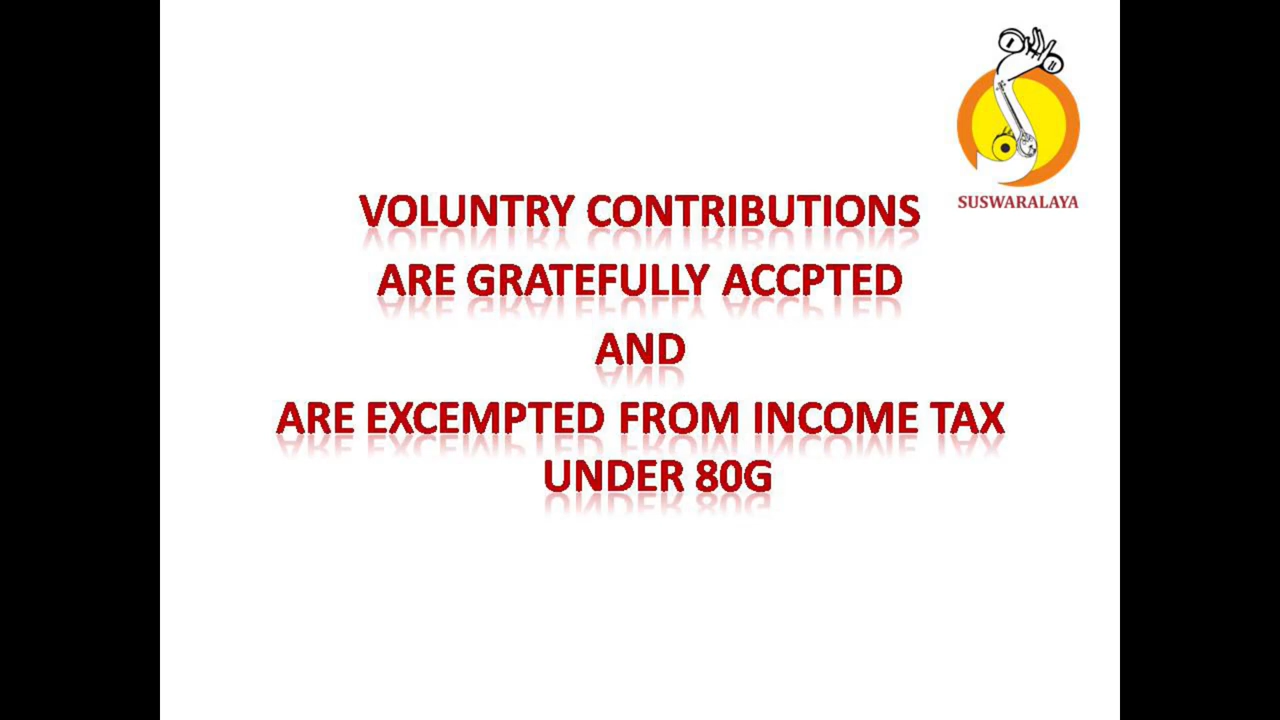 SUSWARALAYA
VOLUNTRY CONTRIBUTIONS
ARE GRATEFULLY ACCPTED
AND
ARE EXCEMPTED FROM INCOME TAX
UNDER 80G